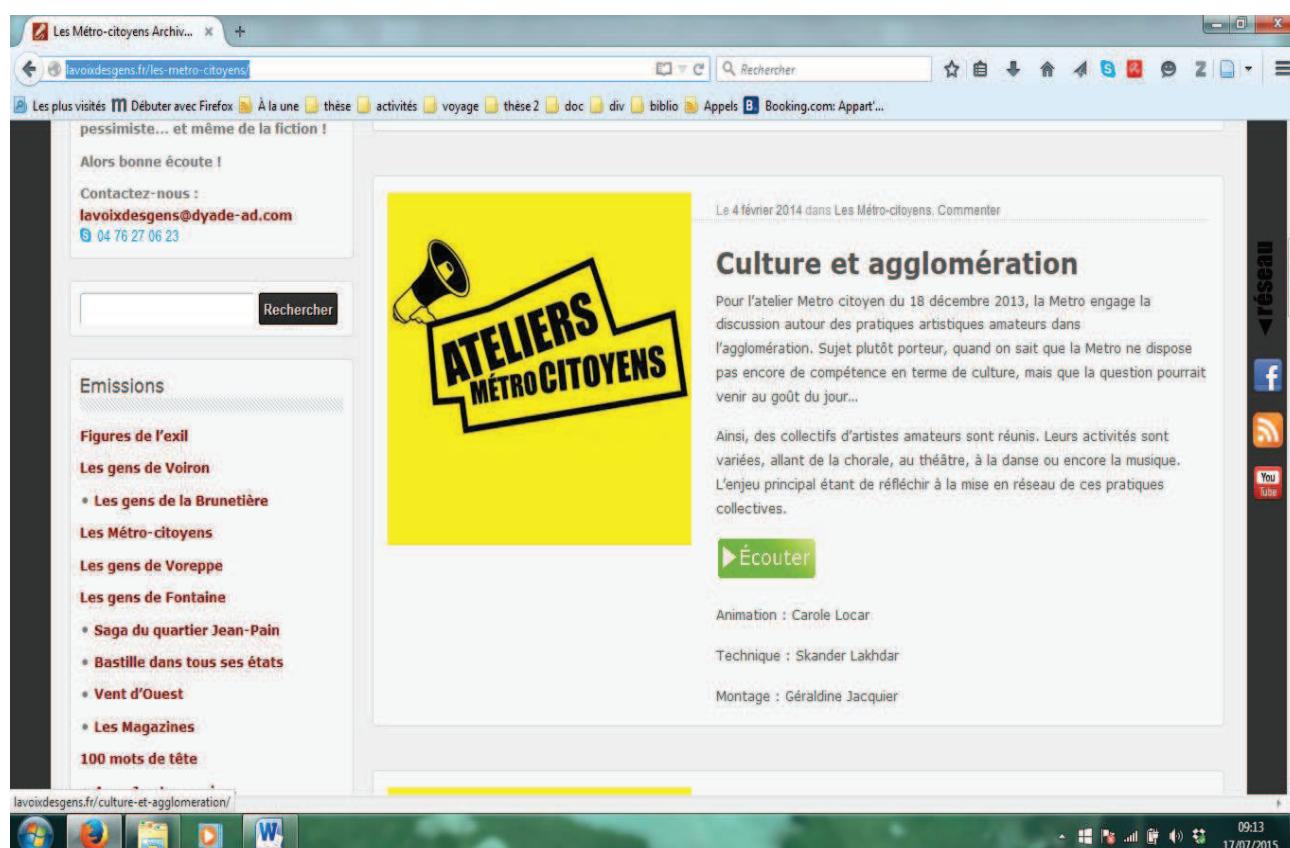 Les Métro-citoyens Archiv...
lavoixdesgens.fr/les-metro-citoyens/
Rechercher
Les plus visités
Débuter avec Firefox
À la une
thèse
activités
voyage
thèse 2
doc
div
biblio
Appels
Booking.com: Appart'...
pessimiste... et même de la fiction !
Alors bonne écoute !
Contactez-nous :
lavoixdesgens@dyade-ad.com
04 76 27 06 23
Rechercher
Emissions
Figures de l'exil
Les gens de Voiron
• Les gens de la Brunetière
Les Métro-citoyens
Les gens de Voreppe
Les gens de Fontaine
• Saga du quartier Jean-Pain
• Bastille dans tous ses états
• Vent d'Ouest
• Les Magazines
100 mots de tête
ATELIERS
MÉTROCITOYENS
Le 4 février 2014 dans Les Métro-citoyens, Commenter
Culture et agglomération
Pour l'atelier Metro citoyen du 18 décembre 2013, la Metro engage la
discussion autour des pratiques artistiques amateurs dans
l'agglomération. Sujet plutôt porteur, quand on sait que la Metro ne dispose
pas encore de compétence en terme de culture, mais que la question pourrait
venir au goût du jour...
Ainsi, des collectifs d'artistes amateurs sont réunis. Leurs activités sont
variées, allant de la chorale, au théâtre, à la danse ou encore la musique.
L'enjeu principal étant de réfléchir à la mise en réseau de ces pratiques
collectives.
Écouter
Animation : Carole Locar
Technique : Skander Lakhdar
Montage : Géraldine Jacquier
réseau
You
Tube
lavoixdesgens.fr/culture-et-agglomeration/
09:13
17/07/2015